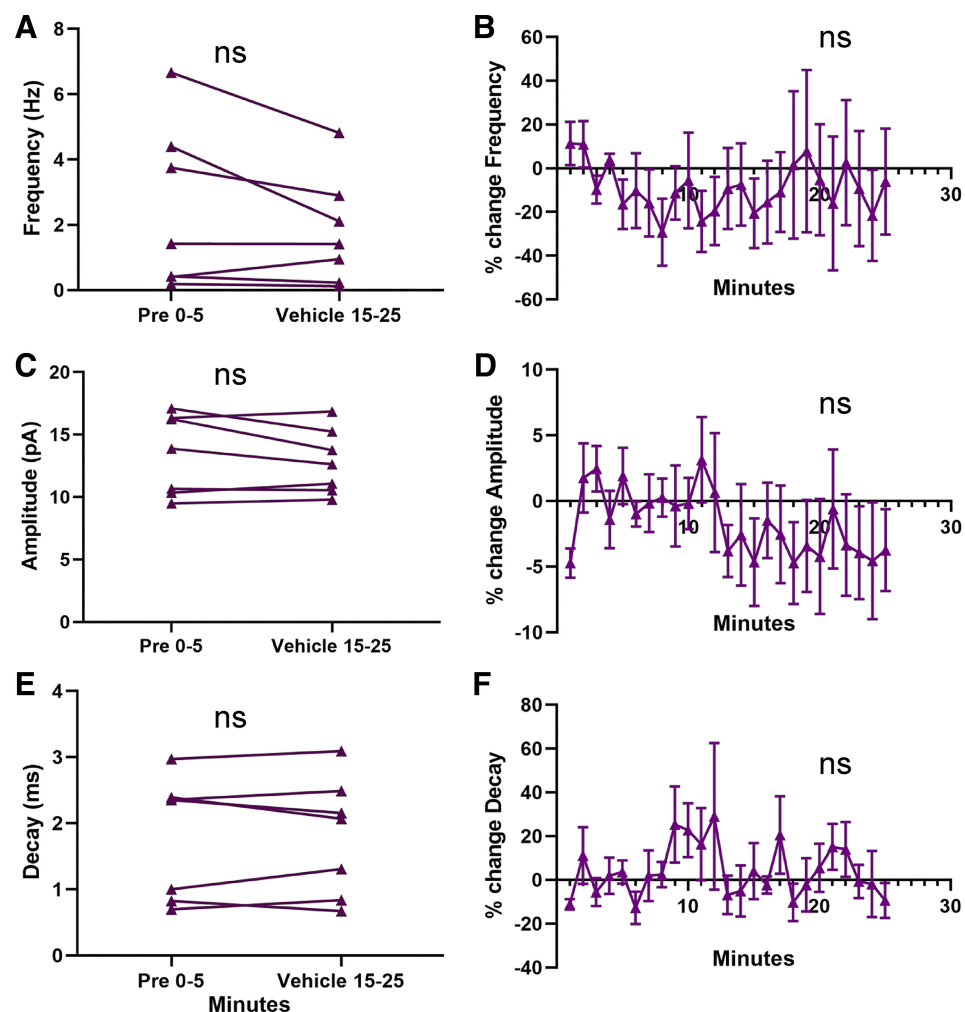 A
ns
Frequency (Hz)
8
6
4
2
0
Pre 0-5
Vehicle 15-25
B
ns
% change Frequency
60
40
20
0
-20
-40
-60
10
20
30
Minutes
C
ns
Amplitude (pA)
20
15
10
5
0
Pre 0-5
Vehicle 15-25
D
ns
% change Amplitude
10
5
0
-5
-10
10
20
30
Minutes
E
ns
Decay (ms)
4
3
2
1
0
Pre 0-5
Vehicle 15-25
Minutes
F
ns
% change Decay
80
60
40
20
0
-20
-40
10
20
30
Minutes